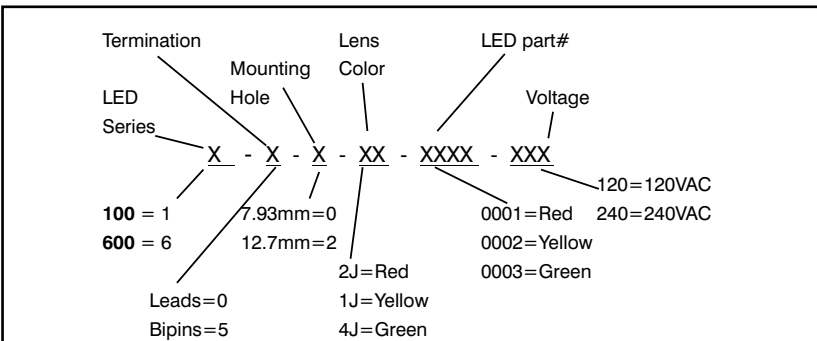 Termination
Lens
LED part#
Mounting
Color
LED
Hole
Voltage
Series
X - X - X - XX - XXXX - XXX
120=120VAC
100 = 1
7.93mm=0
0001=Red
240=240VAC
600 = 6
12.7mm=2
0002=Yellow
2J=Red
0003=Green
Leads=0
1J=Yellow
Bipins=5
4J=Green